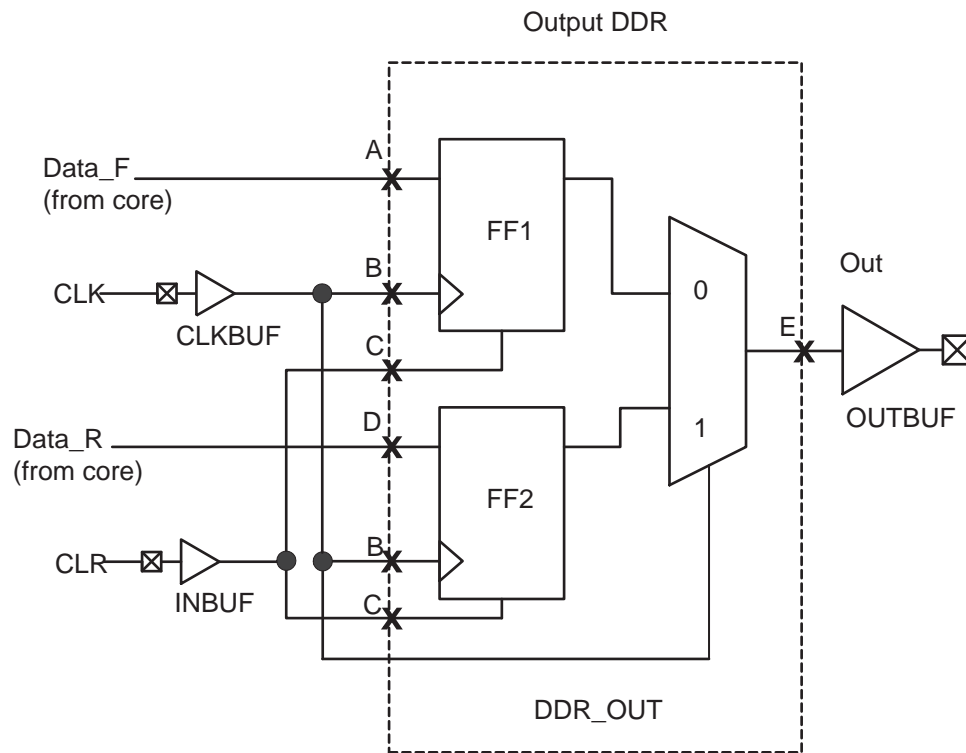 Output DDR
A
Data_F
(from core)
FF1
B
Out
CLK
0
CLKBUF
E
C
D
OUTBUF
Data_R
(from core)
1
FF2
B
CLR
C
INBUF
DDR_OUT